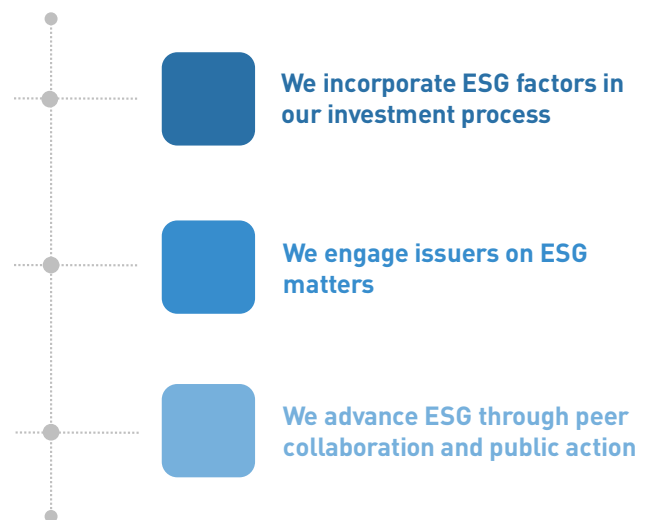 We incorporate ESG factors in
our investment process
We engage issuers on ESG
matters
We advance ESG through peer
collaboration and public action